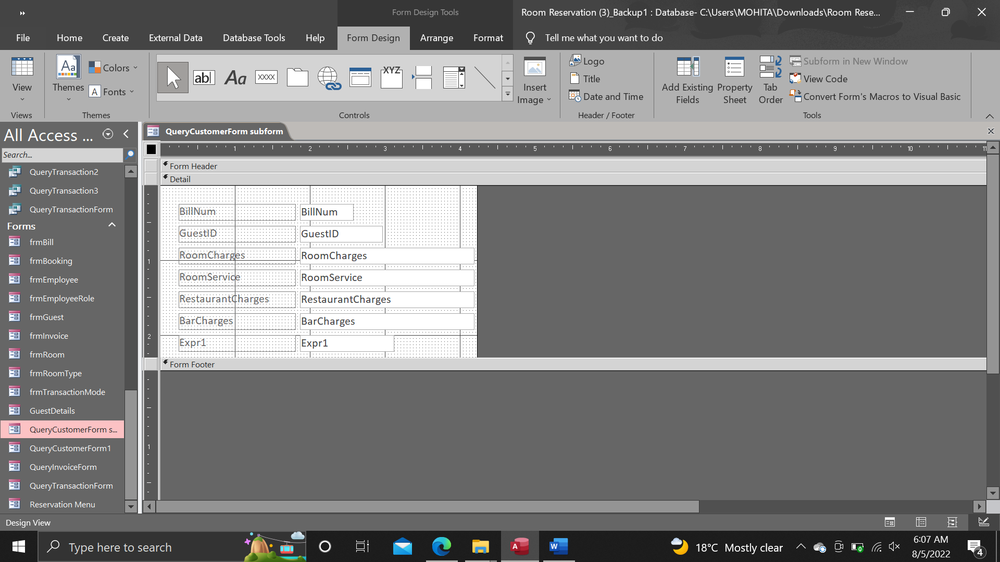 Form Design Tools
Room Reservation (3)_Backup1 : Database- C:\Users\MOHITA\Downloads\Room Rese...
File Home Create External Data Database Tools Help Form Design Arrange Format Tell me what you want to do
View
Views
Themes
Colors
Fonts
Themes
ab|
Aa
XXXX
XYZ
Controls
Insert Image
Logo
Title
Date and Time
Header / Footer
Add Existing Fields
Property Sheet
Tab Order
Subform in New Window
View Code
Convert Form's Macros to Visual Basic
Tools
All Access ...
Search...
QueryTransaction2
QueryTransaction3
QueryTransactionForm
Forms
frmBill
frmBooking
frmEmployee
frmEmployeeRole
frmGuest
frmInvoice
frmRoom
frmRoomType
frmTransactionMode
GuestDetails
QueryCustomerForm s...
QueryCustomerForm1
QueryInvoiceForm
QueryTransactionForm
Reservation Menu
QueryCustomerForm subform
1 2 3 4 5 6 7 8 9 10 11
Form Header
Detail
BillNum BillNum
GuestID GuestID
RoomCharges RoomCharges
1
RoomService RoomService
RestaurantCharges RestaurantCharges
BarCharges BarCharges
2
Expr1 Expr1
Form Footer
1
Design View
Type here to search
18°C Mostly clear
6:07 AM
8/5/2022
4